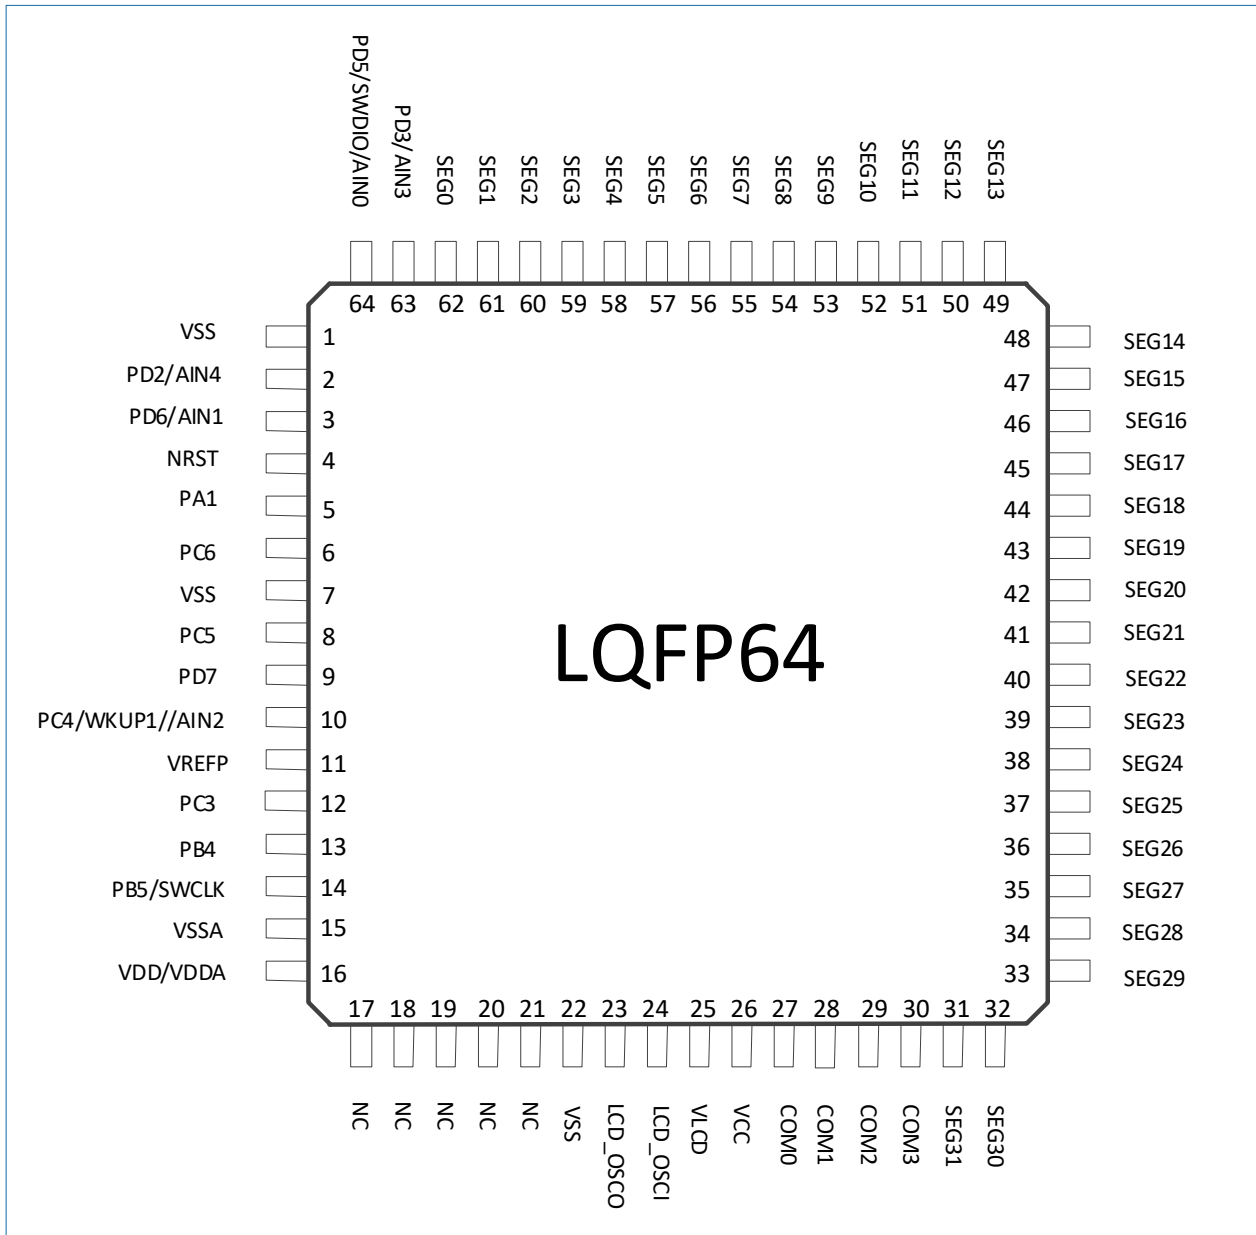 PD5/SWDIO/AIN0
PD3/AIN3
SEG0
SEG1
SEG2
SEG3
SEG4
SEG5
SEG6
SEG7
SEG8
SEG9
SEG10
SEG11
SEG12
SEG13
64 63 62 61 60 59 58 57 56 55 54 53 52 51 50 49
VSS 1
PD2/AIN4 2
PD6/AIN1 3
NRST 4
PA1 5
PC6 6
VSS 7
PC5 8
PD7 9
PC4/WKUP1//AIN2 10
VREFP 11
PC3 12
PB4 13
PB5/SWCLK 14
VSSA 15
VDD/VDDA 16
LQFP64
48 SEG14
47 SEG15
46 SEG16
45 SEG17
44 SEG18
43 SEG19
42 SEG20
41 SEG21
40 SEG22
39 SEG23
38 SEG24
37 SEG25
36 SEG26
35 SEG27
34 SEG28
33 SEG29
17 18 19 20 21 22 23 24 25 26 27 28 29 30 31 32
NC
NC
NC
NC
NC
VSS
LCD_OSCO
LCD_OSCI
VLCD
VCC
COM0
COM1
COM2
COM3
SEG31
SEG30